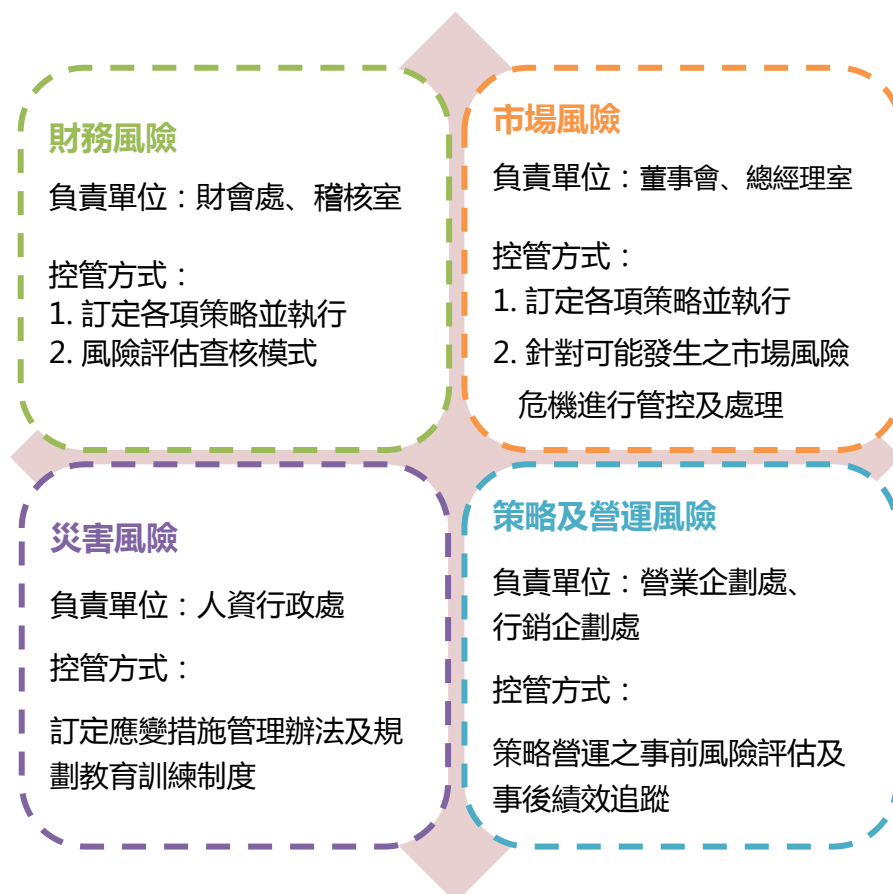 財務風險
負責單位：財會處、稽核室
控管方式：
1. 訂定各項策略並執行
2. 風險評估查核模式
市場風險
負責單位：董事會、總經理室
控管方式：
1. 訂定各項策略並執行
2. 針對可能發生之市場風險
危機進行管控及處理
災害風險
負責單位：人資行政處
控管方式：
訂定應變措施管理辦法及規
劃教育訓練制度
策略及營運風險
負責單位：營業企劃處、
行銷企劃處
控管方式：
策略營運之事前風險評估及
事後績效追蹤